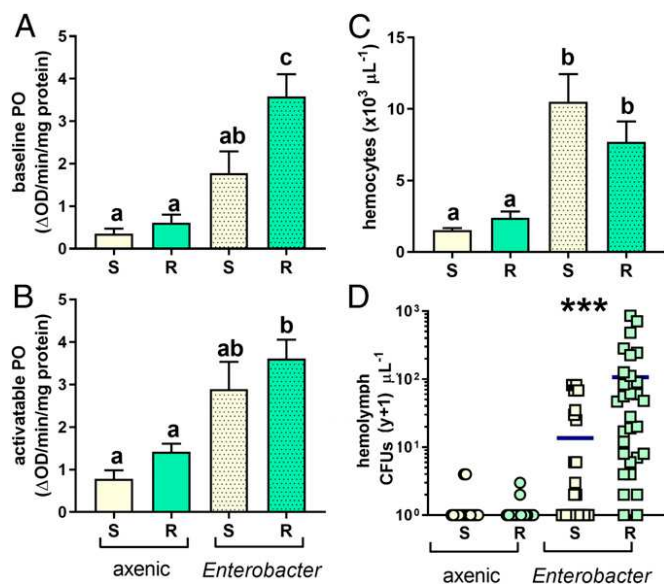 A
baseline PO
(ΔOD/min/mg protein)
5
4
3
2
1
0
a
a
ab
c
S
R
S
R
B
activatable PO
(ΔOD/min/mg protein)
5
4
3
2
1
0
a
a
ab
b
S
R
S
R
axenic
Enterobacter
C
hemocytes (x10³ µL⁻¹)
15
10
5
0
a
a
b
b
S
R
S
R
D
hemolymph
CFUs (y+1) µL⁻¹
10³
10²
10¹
10⁰
***
S
R
S
R
axenic
Enterobacter